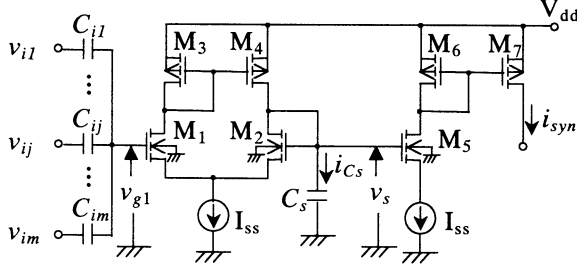 V_dd
C_i1
v_i1
M_3
M_4
M_6
M_7
C_ij
v_ij
M_1
M_2
M_5
i_syn
C_im
v_im
v_g1
I_ss
C_s
i_Cs
v_s
I_ss